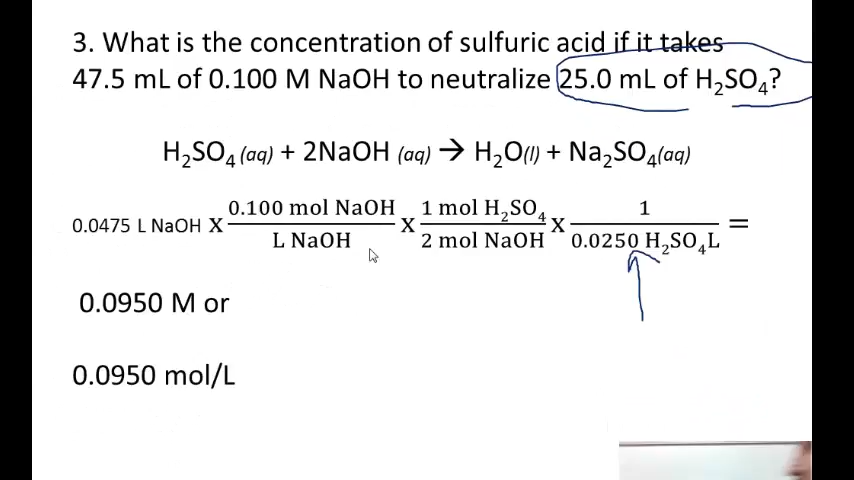 3. What is the concentration of sulfuric acid if it takes
47.5 mL of 0.100 M NaOH to neutralize 25.0 mL of H₂SO₄?
H₂SO₄(aq) + 2NaOH (aq) → H₂O(l) + Na₂SO₄(aq)
0.0475 L NaOH X 0.100 mol NaOH / L NaOH X 1 mol H₂SO₄ / 2 mol NaOH X 1 / 0.0250 H₂SO₄L =
0.0950 M or
0.0950 mol/L